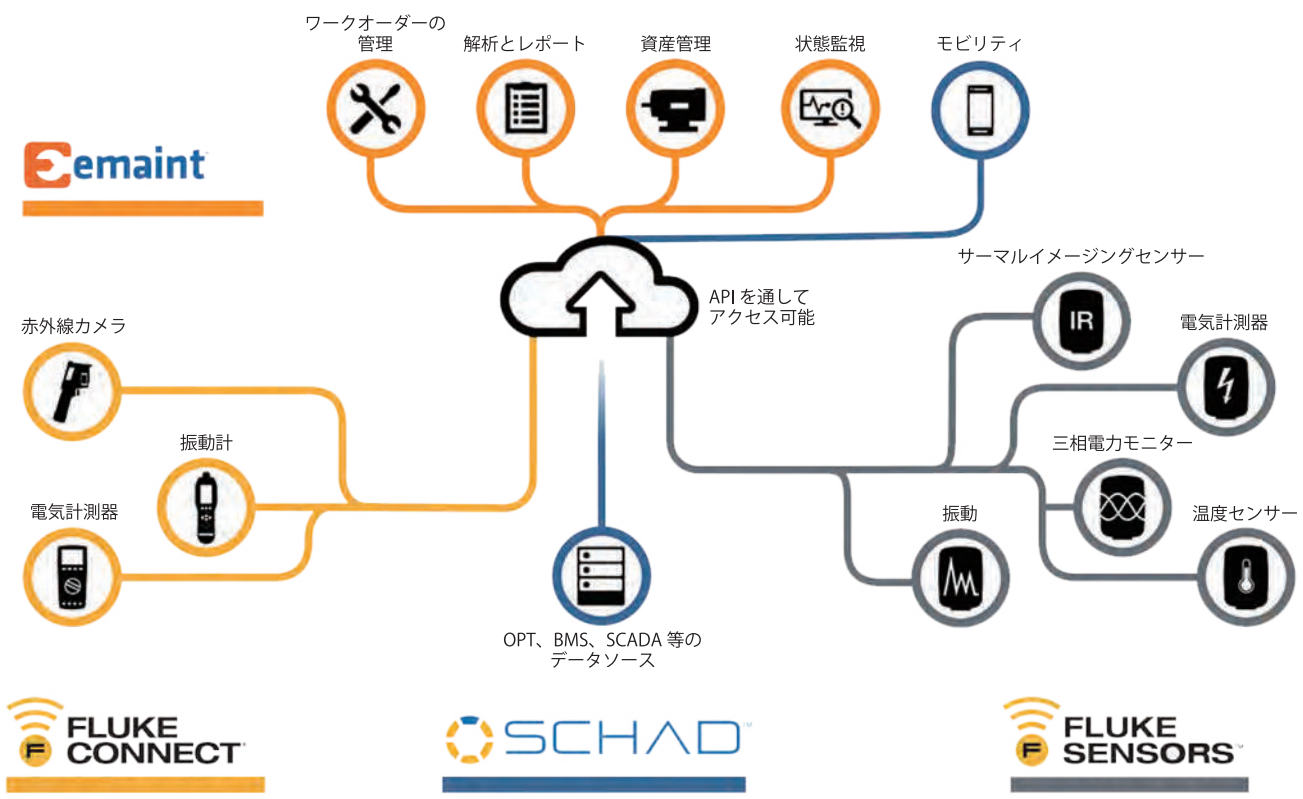 ワークオーダーの
管理
解析とレポート
資産管理
状態監視
モビリティ
emaint
サーマルイメージングセンサー
APIを通して
アクセス可能
赤外線カメラ
IR
電気計測器
振動計
三相電力モニター
電気計測器
振動
温度センサー
OPT、BMS、SCADA 等の
データソース
F
FLUKE
CONNECT
SCHAD™
F
FLUKE
SENSORS™